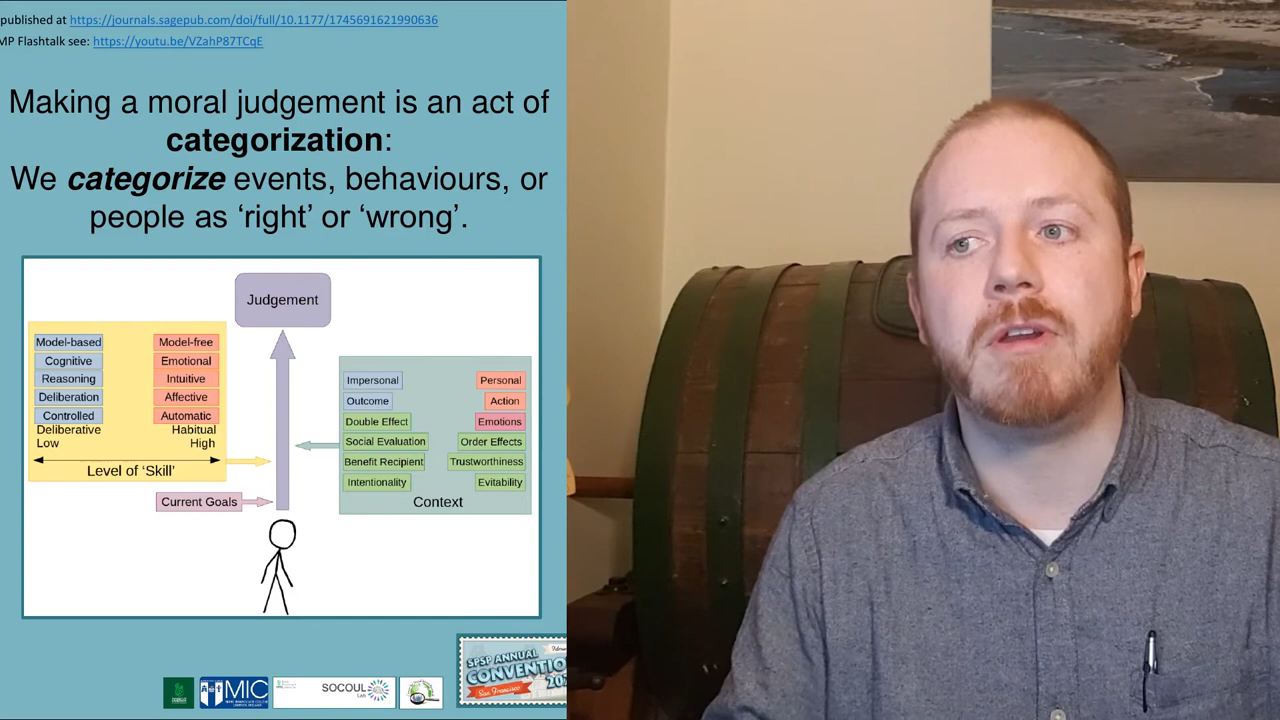 published at https://journals.sagepub.com/doi/full/10.1177/1745691621990636
MP Flashtalk see: https://youtu.be/VZahP87TCqE
Making a moral judgement is an act of
categorization:
We categorize events, behaviours, or
people as ‘right’ or ‘wrong’.
Judgement
Model-based
Model-free
Cognitive
Emotional
Reasoning
Intuitive
Deliberation
Affective
Controlled
Automatic
Deliberative
Habitual
Low
High
Level of ‘Skill’
Current Goals
Impersonal
Personal
Outcome
Action
Double Effect
Emotions
Social Evaluation
Order Effects
Benefit Recipient
Trustworthiness
Intentionality
Evitability
Context
MIC
SOCOUL
Lab
SPSP ANNUAL
CONVENTIO
San Francisco